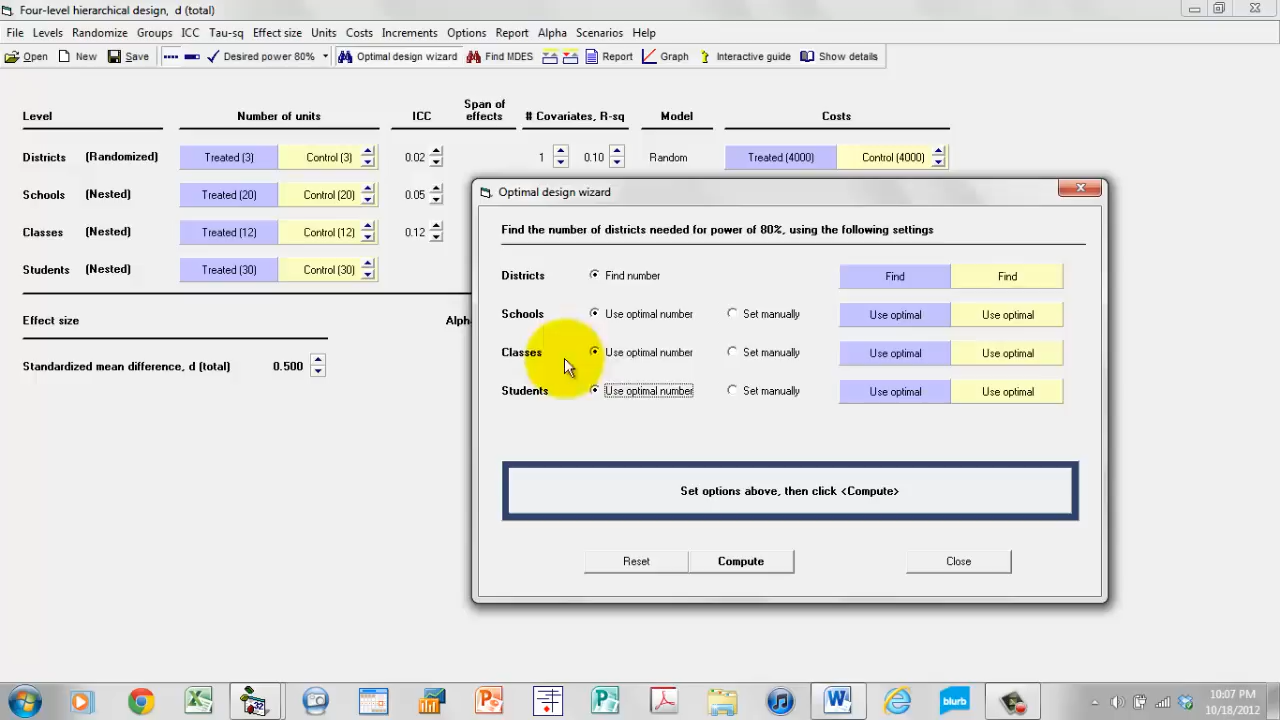 Four-level hierarchical design, d (total)
File Levels Randomize Groups ICC Tau-sq Effect size Units Costs Increments Options Report Alpha Scenarios Help
Open New Save Desired power 80% Optimal design wizard Find MDES Report Graph Interactive guide Show details
Level Number of units ICC Span of effects # Covariates, R-sq Model Costs
Districts (Randomized) Treated (3) Control (3) 0.02 1 0.10 Random Treated (4000) Control (4000)
Schools (Nested) Treated (20) Control (20) 0.05
Classes (Nested) Treated (12) Control (12) 0.12
Students (Nested) Treated (30) Control (30)
Effect size Alph
Standardized mean difference, d (total) 0.500
Optimal design wizard
Find the number of districts needed for power of 80%, using the following settings
Districts Find number Find Find
Schools Use optimal number Set manually Use optimal Use optimal
Classes Use optimal number Set manually Use optimal Use optimal
Students Use optimal number Set manually Use optimal Use optimal
Set options above, then click <Compute>
Reset Compute Close
blurb
10:07 PM
10/18/2012